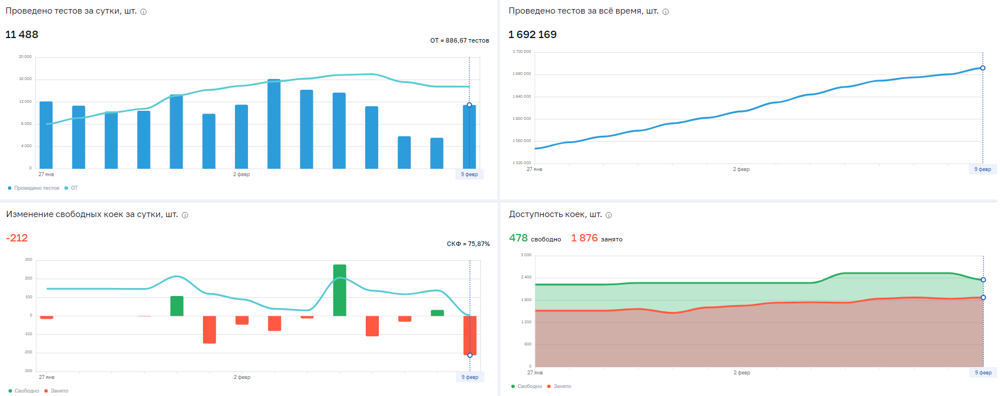 Проведено тестов за сутки, шт.
11 488
ОТ = 886,67 тестов
20 000
16 000
12 000
8 000
4 000
0
27 янв
2 февр
9 февр
Проведено тестов
ОТ
Проведено тестов за всё время, шт.
1 692 169
1 720 000
1 680 000
1 640 000
1 600 000
1 560 000
1 520 000
27 янв
2 февр
9 февр
Изменение свободных коек за сутки, шт.
-212
СКФ = 75,87%
300
200
100
0
-100
-200
-300
27 янв
2 февр
9 февр
Свободно
Занято
Доступность коек, шт.
478 свободно 1 876 занято
3 000
2 400
1 800
1 200
600
0
27 янв
2 февр
9 февр
Свободно
Занято